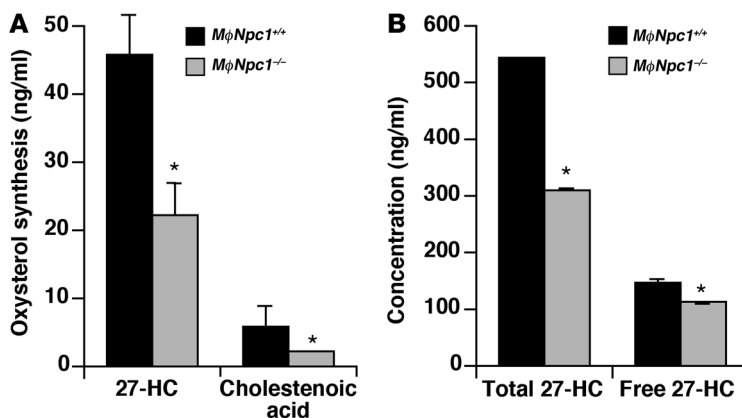 A
Oxysterol synthesis (ng/ml)
50
40
30
20
10
0
MϕNpc1+/+
MϕNpc1−/−
*
*
27-HC
Cholestenoic
acid
B
Concentration (ng/ml)
600
500
400
300
200
100
0
MϕNpc1+/+
MϕNpc1−/−
*
*
Total 27-HC
Free 27-HC